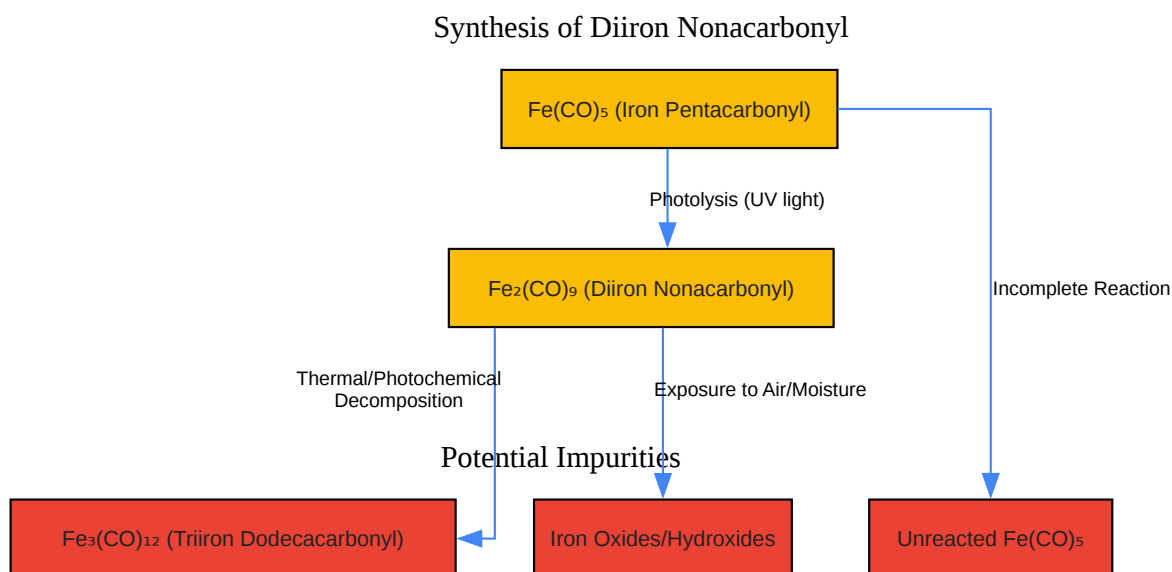 Synthesis of Diiron Nonacarbonyl
Fe(CO)₅ (Iron Pentacarbonyl)
Photolysis (UV light)
Fe₂(CO)₉ (Diiron Nonacarbonyl)
Incomplete Reaction
Thermal/Photochemical
Decomposition
Exposure to Air/Moisture
Potential Impurities
Fe₃(CO)₁₂ (Triiron Dodecacarbonyl)
Iron Oxides/Hydroxides
Unreacted Fe(CO)₅